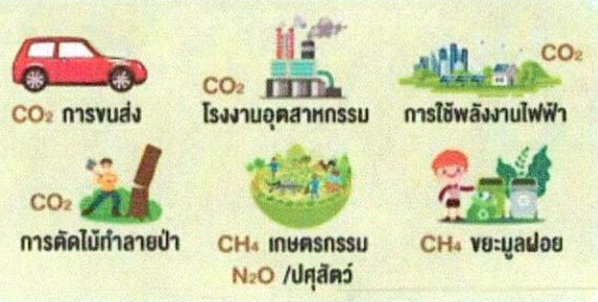 CO₂ การขนส่ง
CO₂
โรงงานอุตสาหกรรม
CO₂
การใช้พลังงานไฟฟ้า
CO₂
การตัดไม้ทำลายป่า
CH₄ เกษตรกรรม
N₂O /ปศุสัตว์
CH₄ ขยะมูลฝอย